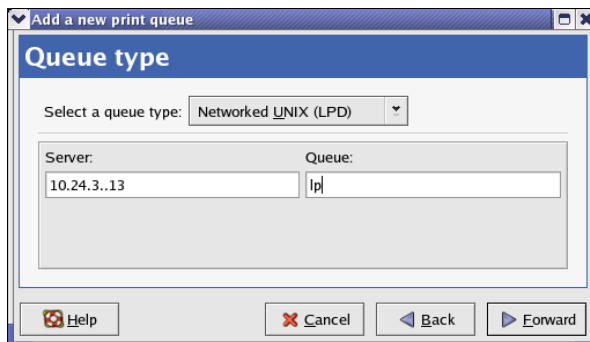 Add a new print queue
Queue type
Select a queue type: Networked UNIX (LPD)
Server: Queue:
10.24.3..13 lp
Help Cancel Back Forward